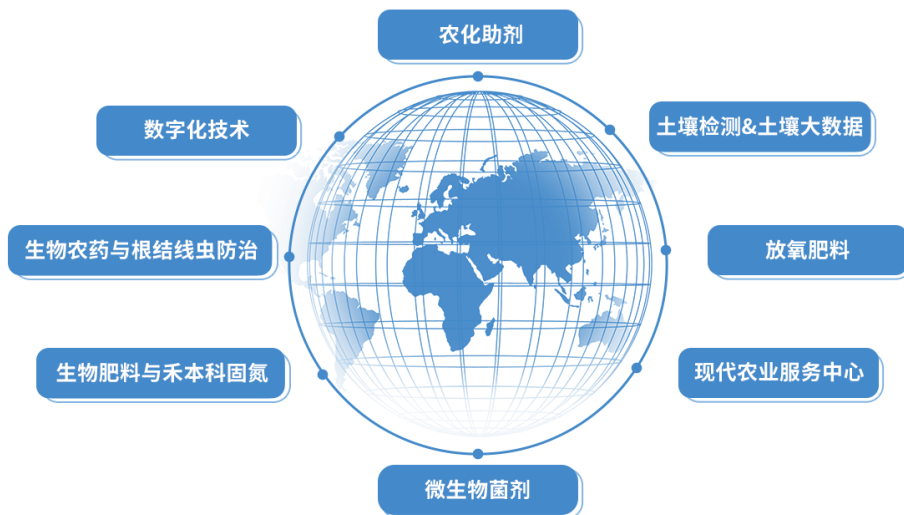 农化助剂
数字化技术
土壤检测&土壤大数据
生物农药与根结线虫防治
放氧肥料
生物肥料与禾本科固氮
现代农业服务中心
微生物菌剂